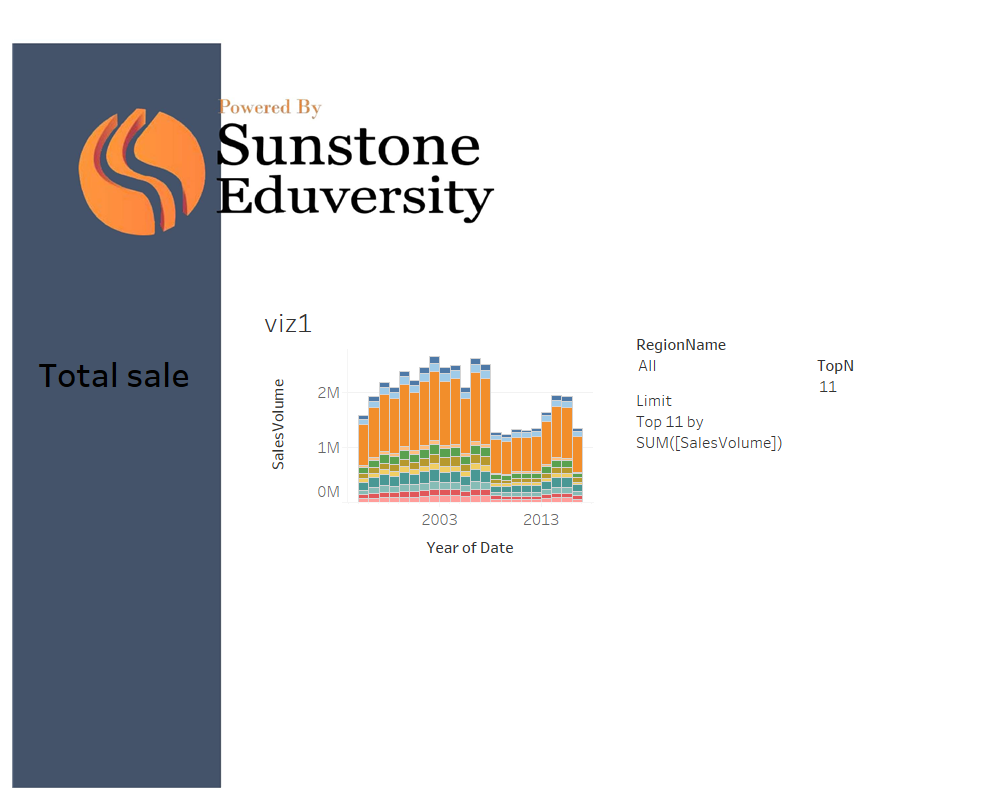 Powered By
Sunstone
Eduversity
viz1
Total sale
SalesVolume
2M
1M
0M
2003
2013
Year of Date
RegionName
All
TopN
11
Limit
Top 11 by
SUM([SalesVolume])